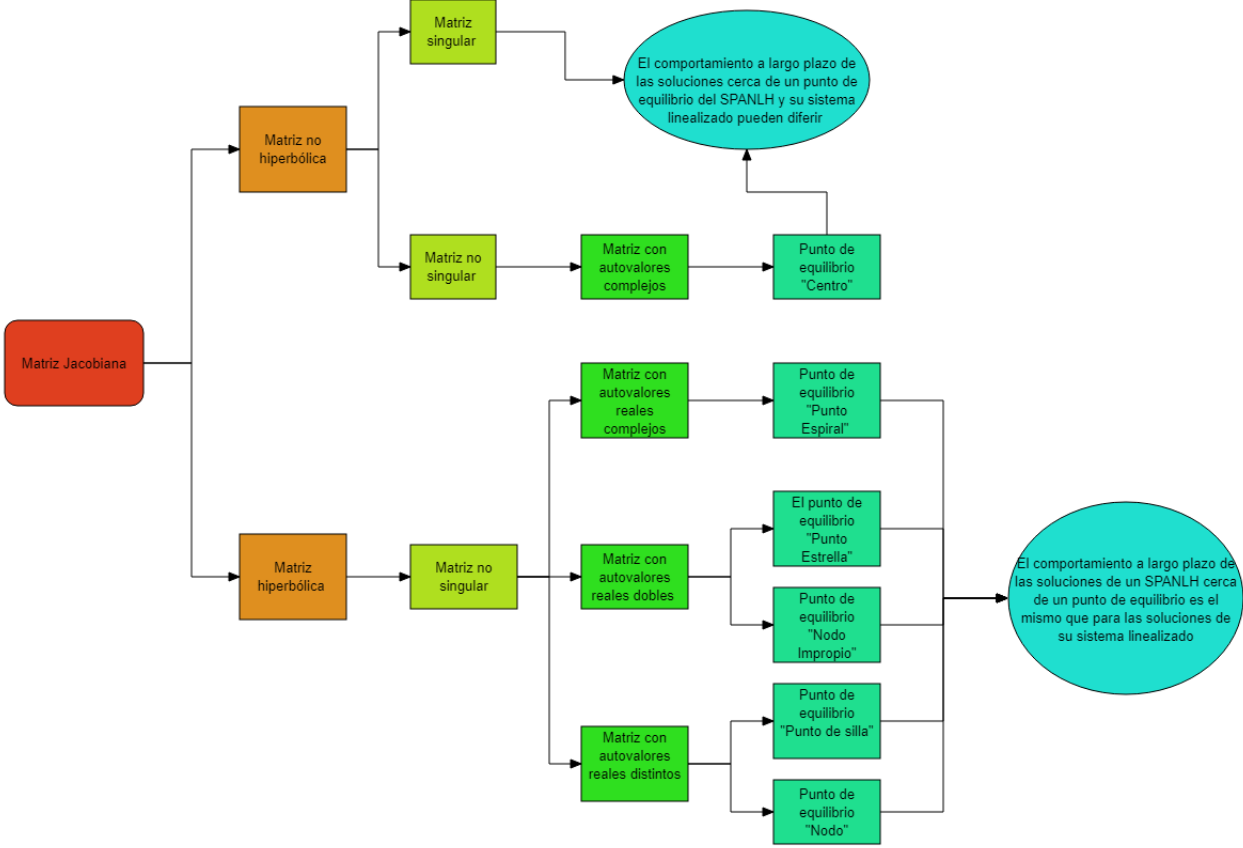 Matriz
singular
El comportamiento a largo plazo de
las soluciones cerca de un punto de
equilibrio del SPANLH y su sistema
linealizado pueden diferir
Matriz no
hiperbólica
Matriz no
singular
Matriz con
autovalores
complejos
Punto de
equilibrio
"Centro"
Matriz Jacobiana
Matriz con
autovalores
reales
complejos
Punto de
equilibrio
"Punto
Espiral"
El punto de
equilibrio
"Punto
Estrella"
Matriz
hiperbólica
Matriz no
singular
Matriz con
autovalores
reales dobles
Punto de
equilibrio
"Nodo
Impropio"
El comportamiento a largo plazo de
las soluciones de un SPANLH cerca
de un punto de equilibrio es el
mismo que para las soluciones de
su sistema linealizado
Matriz con
autovalores
reales distintos
Punto de
equilibrio
"Punto de silla"
Punto de
equilibrio
"Nodo"